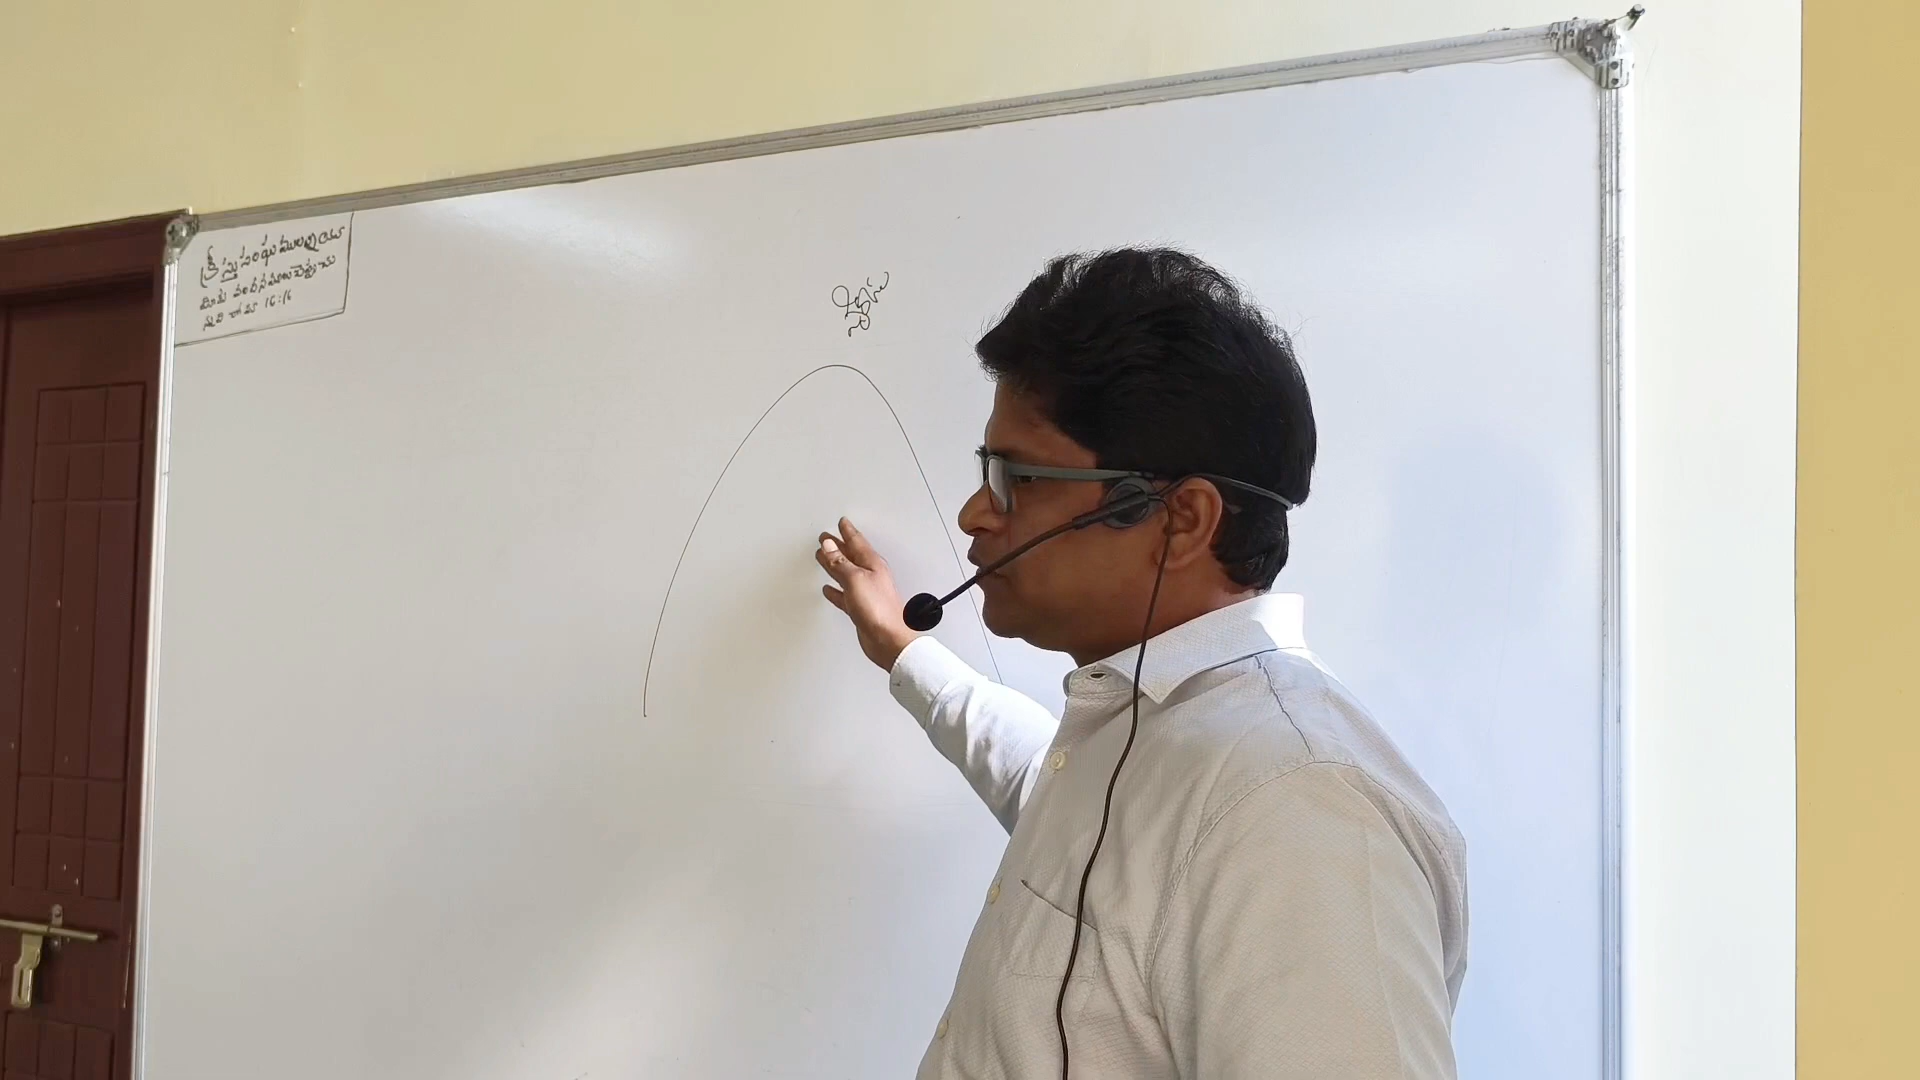 క్రీస్తు సంఘములన్నియు
మీకు వందనములు చెప్పుచు
న్నవి రోమా 16:16